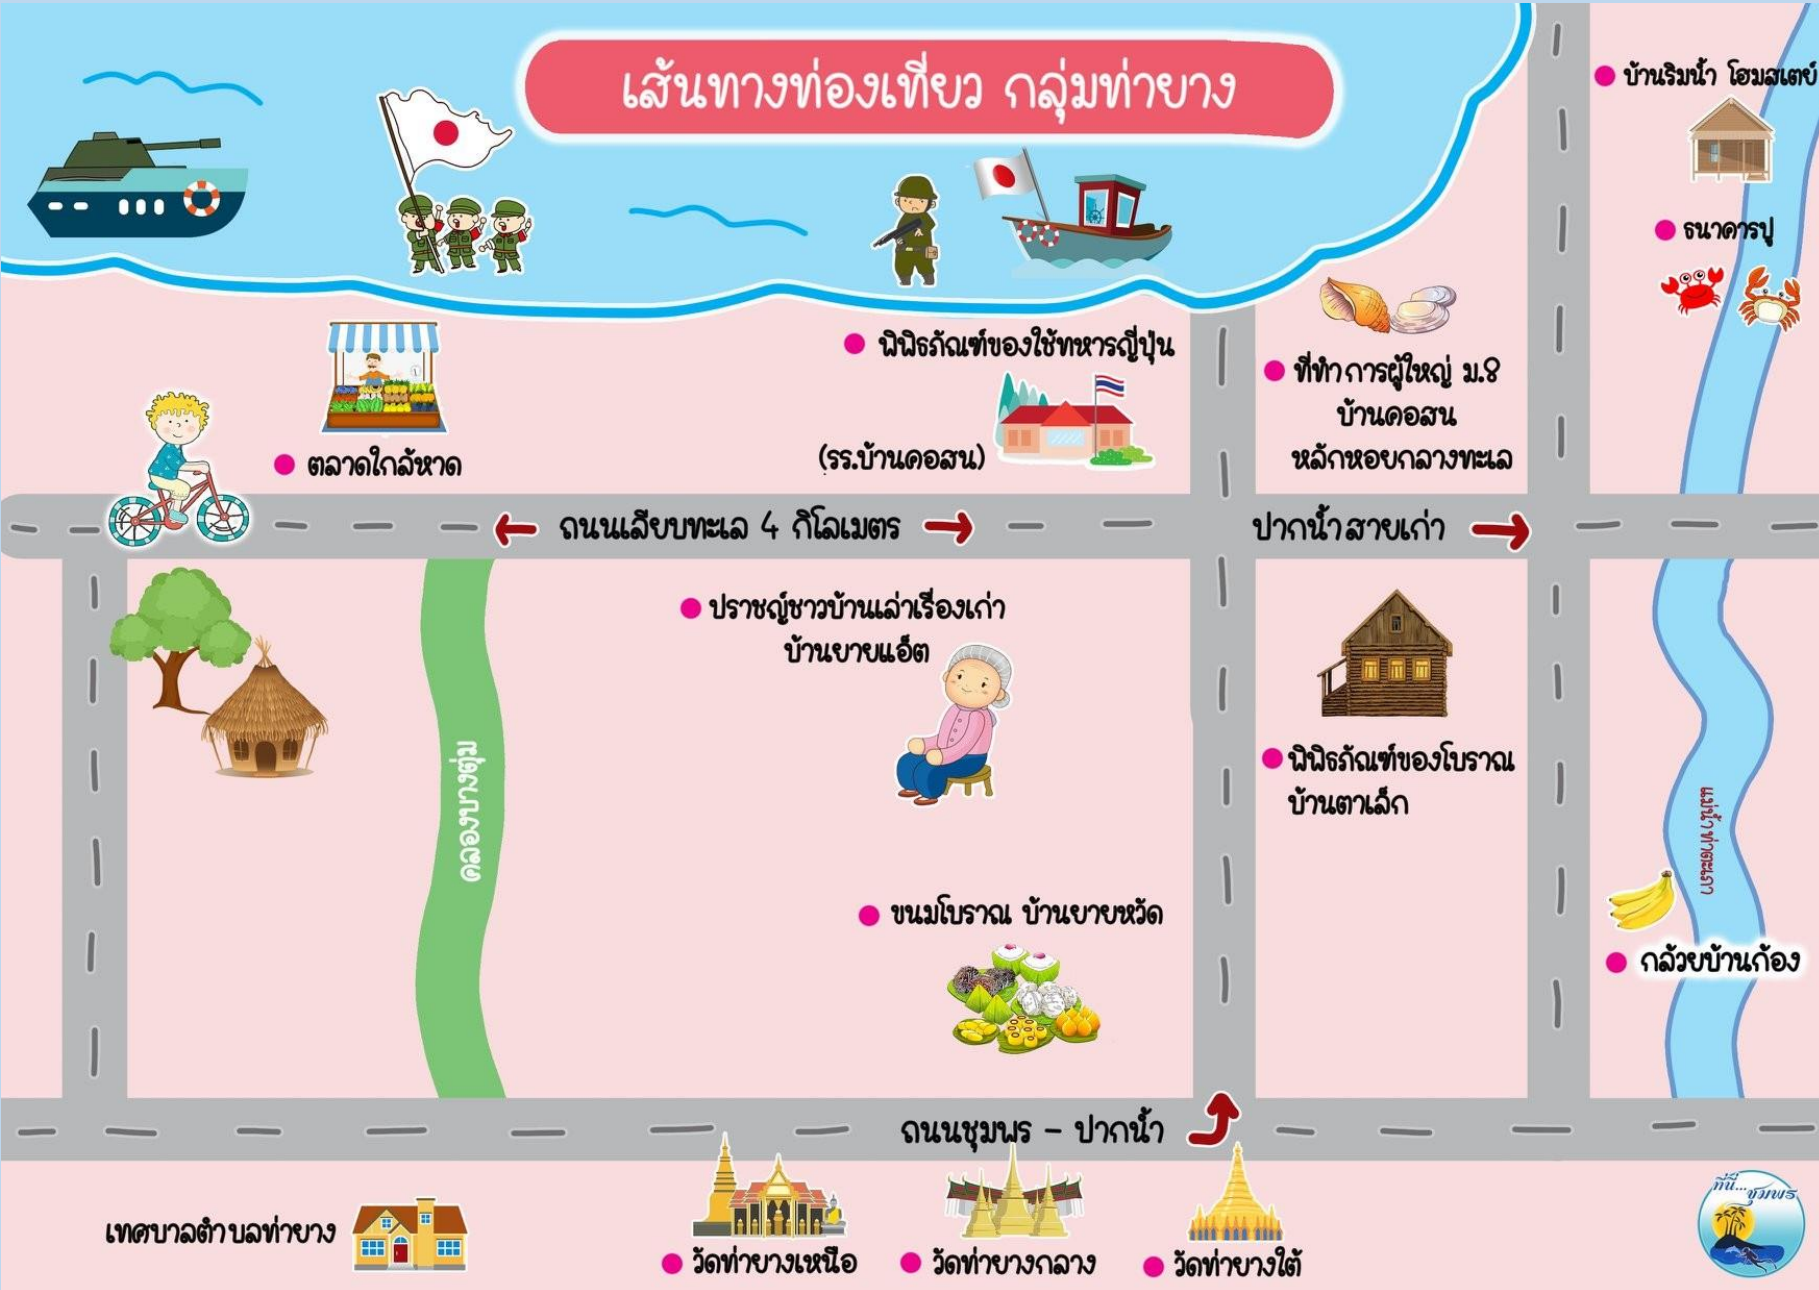 เส้นทางท่องเที่ยว กลุ่มท่ายาง
บ้านริมน้ำ โฮมสเตย์
ธนาคารปู
พิพิธภัณฑ์ของใช้ทหารญี่ปุ่น
(รร.บ้านคอสน)
ที่ทำการผู้ใหญ่ ม.8
บ้านคอสน
หลักหอยกลางทะเล
ตลาดใกล้หาด
ถนนเลียบทะเล 4 กิโลเมตร
ปากน้ำสายเก่า
ปราชญ์ชาวบ้านเล่าเรื่องเก่า
บ้านยายแอ็ต
คลองบางตุ่ม
พิพิธภัณฑ์ของโบราณ
บ้านตาเล็ก
แม่น้ำท่าตะเภา
ขนมโบราณ บ้านยายหวัด
กล้วยบ้านก้อง
ถนนชุมพร - ปากน้ำ
เทศบาลตำบลท่ายาง
วัดท่ายางเหนือ
วัดท่ายางกลาง
วัดท่ายางใต้
ที่นี่...ชุมพร